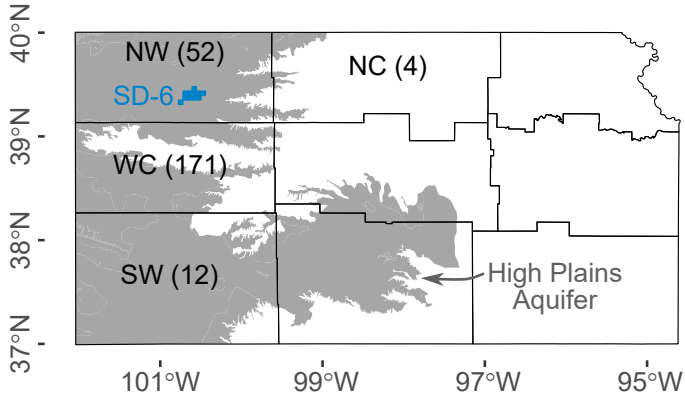 40°N
NW (52)
NC (4)
SD-6
39°N
WC (171)
38°N
SW (12)
High Plains
Aquifer
37°N
101°W
99°W
97°W
95°W